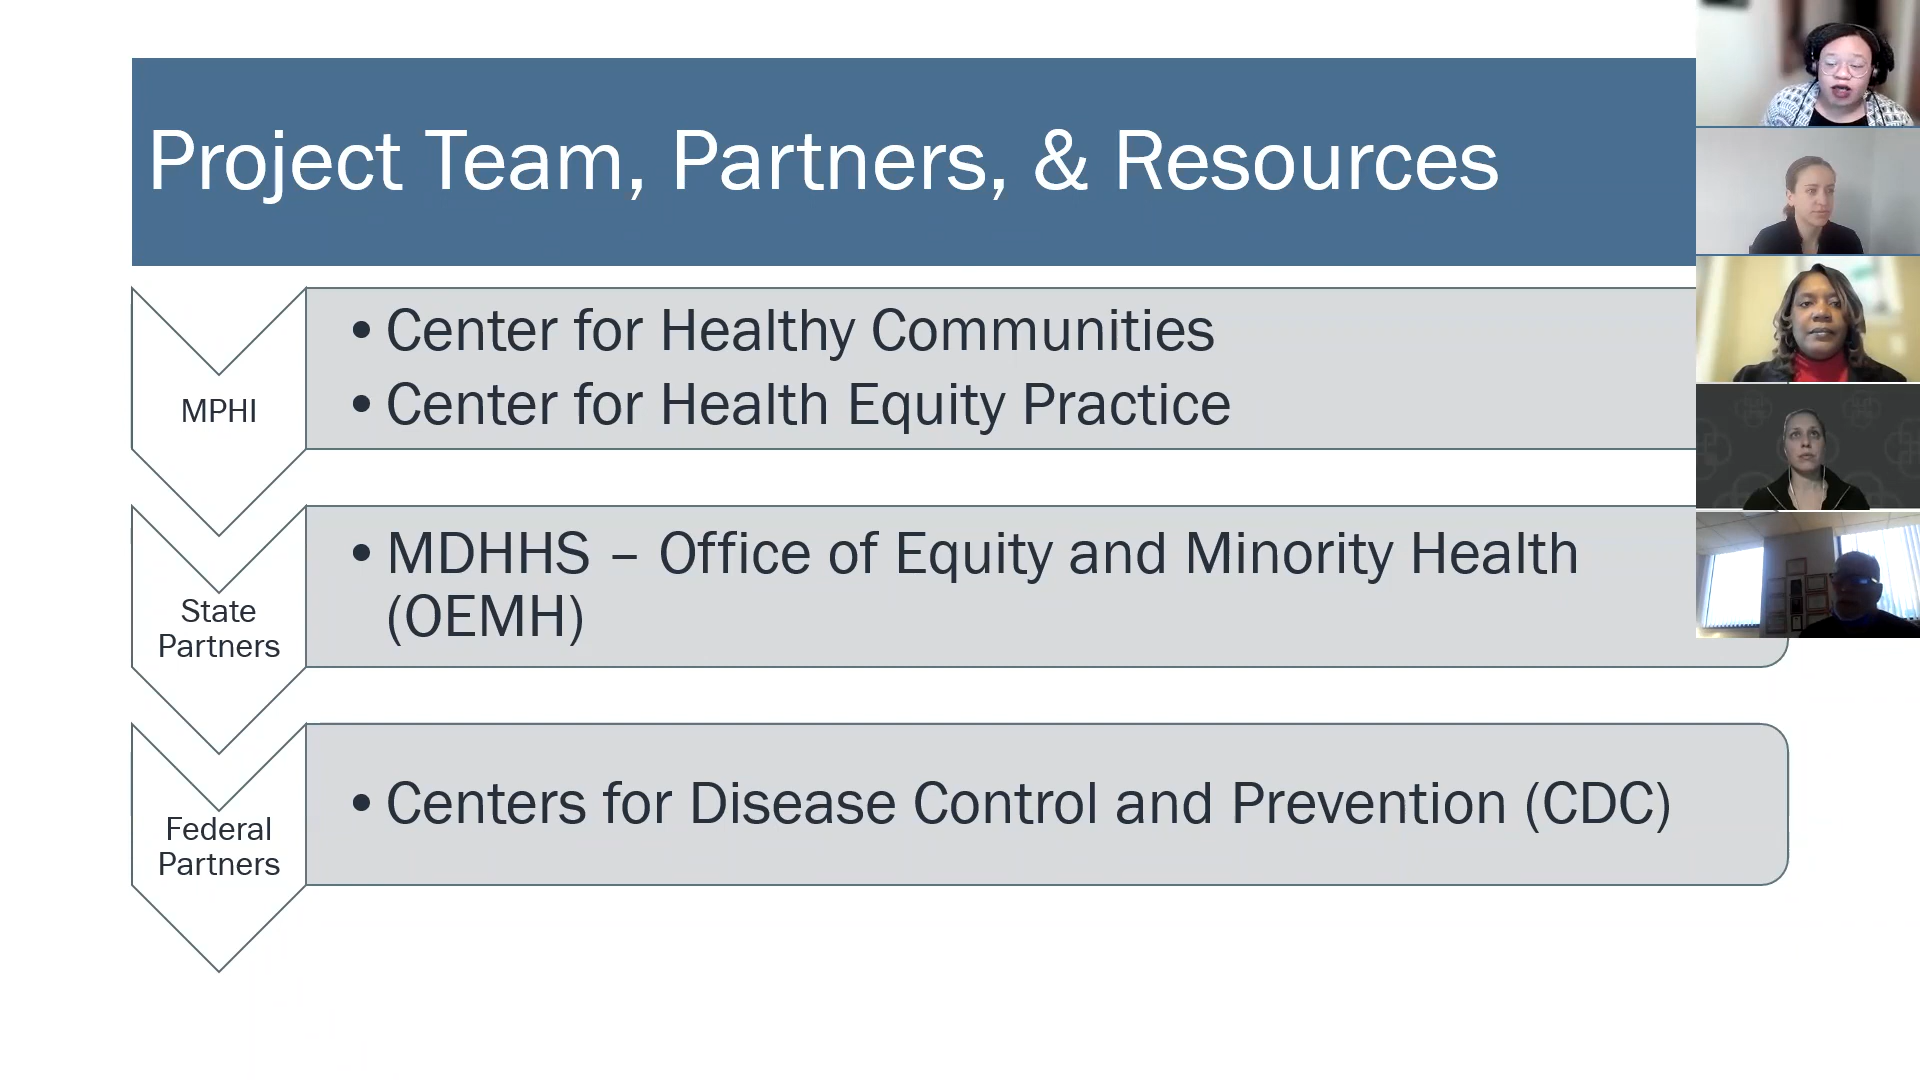 Project Team, Partners, & Resources
MPHI
• Center for Healthy Communities
• Center for Health Equity Practice
State
Partners
• MDHHS – Office of Equity and Minority Health
(OEMH)
Federal
Partners
• Centers for Disease Control and Prevention (CDC)